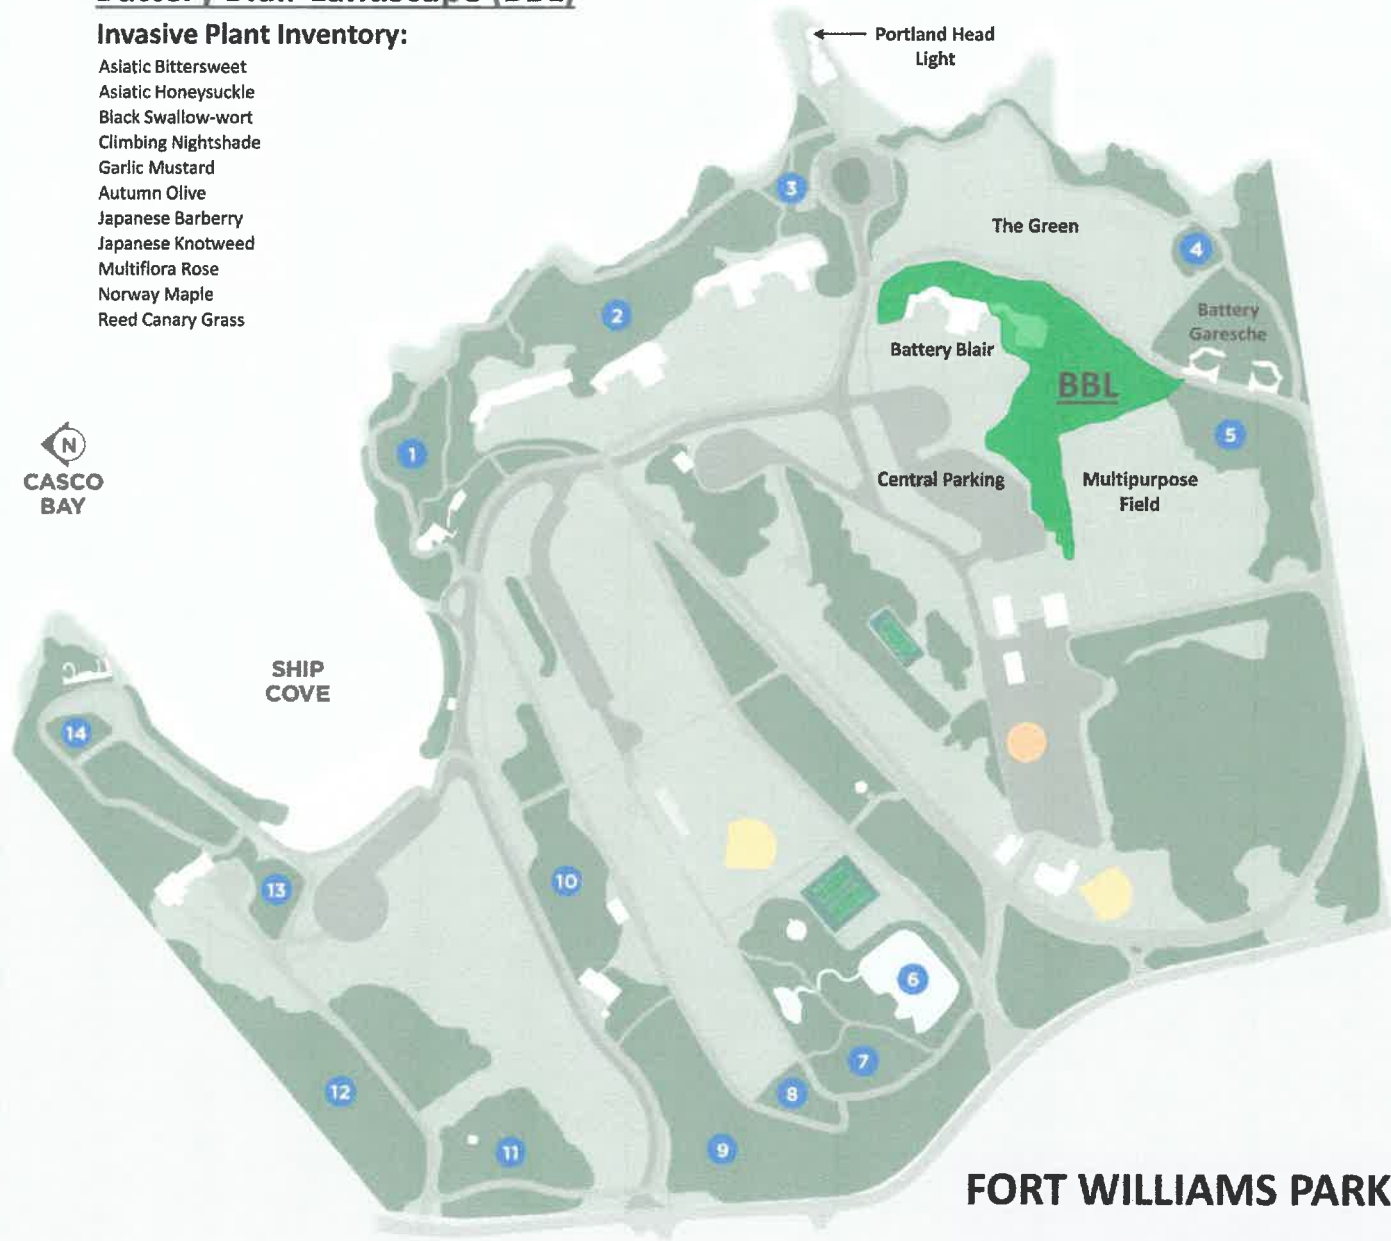 Invasive Plant Inventory:
Asiatic Bittersweet
Asiatic Honeysuckle
Black Swallow-wort
Climbing Nightshade
Garlic Mustard
Autumn Olive
Japanese Barberry
Japanese Knotweed
Multiflora Rose
Norway Maple
Reed Canary Grass
Portland Head
Light
3
The Green
4
2
Battery
Garesche
Battery Blair
BBL
1
5
N
CASCO
BAY
Central Parking
Multipurpose
Field
SHIP
COVE
14
10
13
6
7
12
8
11
9
FORT WILLIAMS PARK